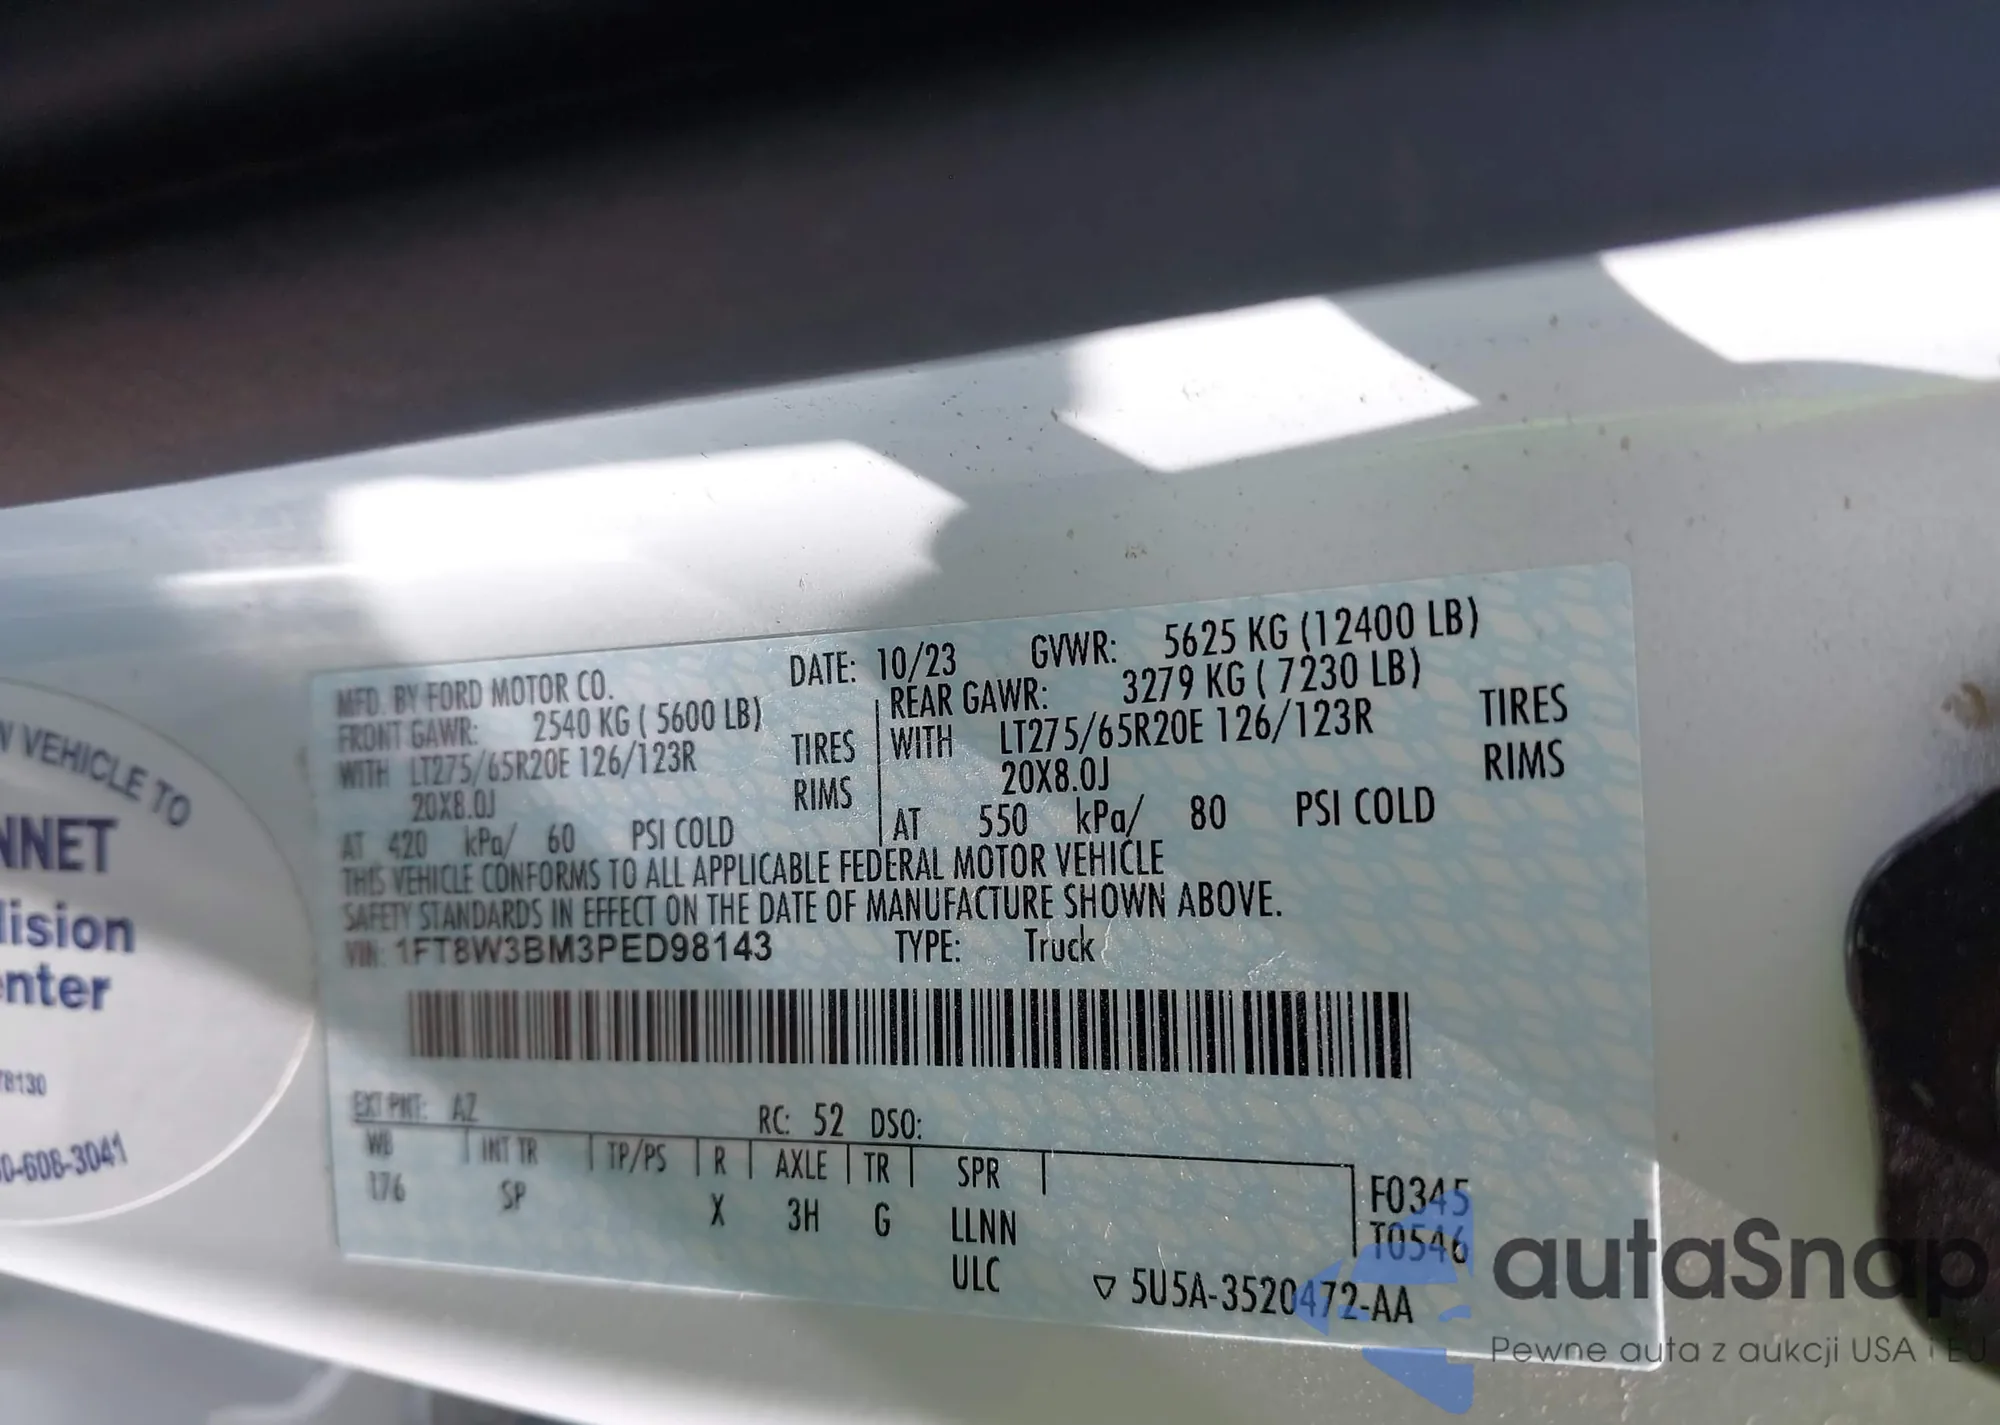 MFD. BY FORD MOTOR CO. DATE: 10/23 GVWR: 5625 KG (12400 LB)
FRONT GAWR: 2540 KG ( 5600 LB) REAR GAWR: 3279 KG ( 7230 LB)
WITH LT275/65R20E 126/123R TIRES WITH LT275/65R20E 126/123R TIRES
20X8.0J RIMS 20X8.0J RIMS
AT 420 kPa/ 60 PSI COLD AT 550 kPa/ 80 PSI COLD
THIS VEHICLE CONFORMS TO ALL APPLICABLE FEDERAL MOTOR VEHICLE
SAFETY STANDARDS IN EFFECT ON THE DATE OF MANUFACTURE SHOWN ABOVE.
VIN: 1FT8W3BM3PED98143 TYPE: Truck
EXT PNT: AZ RC: 52 DSO:
WB INT TR TP/PS R AXLE TR SPR
176 SP X 3H G LLNN
ULC
F0345
T0546
▽ 5U5A-3520472-AA
VEHICLE TO
NNET
lision
enter
78130
0-608-3041
autaSnap
Pewne auta z aukcji USA i EU